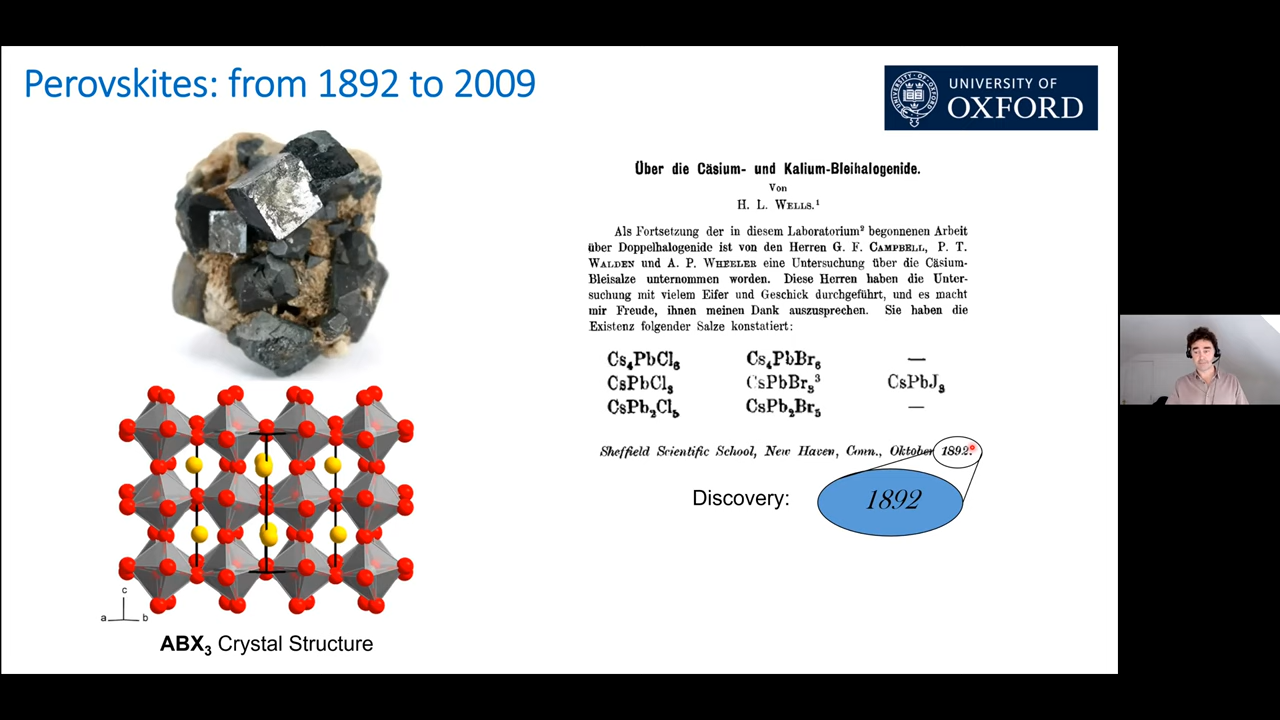 Perovskites: from 1892 to 2009
UNIVERSITY OF
OXFORD
Über die Cäsium- und Kalium-Bleihalogenide.
Von
H. L. WELLS.¹
Als Fortsetzung der in diesem Laboratorium² begonnenen Arbeit
über Doppelhalogenide ist von den Herren G. F. CAMPBELL, P. T.
WALDEN und A. P. WHEELER eine Untersuchung über die Cäsium-
Bleisalze unternommen worden. Diese Herren haben die Unter-
suchung mit vielem Eifer und Geschick durchgeführt, und es macht
mir Freude, ihnen meinen Dank auszusprechen. Sie haben die
Existenz folgender Salze konstatiert:
Cs₄PbCl₆ Cs₄PbBr₆ —
CsPbCl₃ CsPbBr₃³ CsPbJ₃
CsPb₂Cl₅ CsPb₂Br₅ —
Sheffield Scientific School, New Haven, Conn., Oktober 1892.
Discovery: 1892
c
a b
ABX₃ Crystal Structure